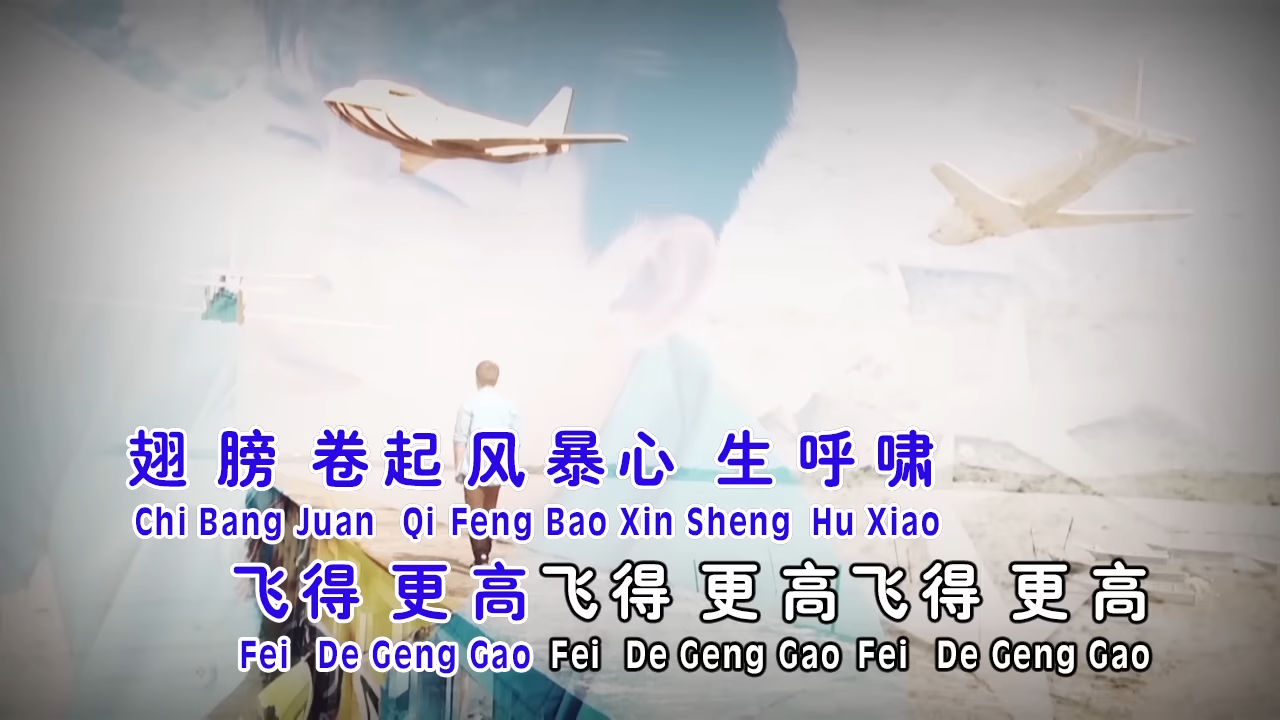 翅 膀 卷起 风 暴心 生 呼 啸
Chi Bang Juan Qi Feng Bao Xin Sheng Hu Xiao
飞得 更 高飞得 更 高飞得 更 高
Fei De Geng Gao Fei De Geng Gao Fei De Geng Gao